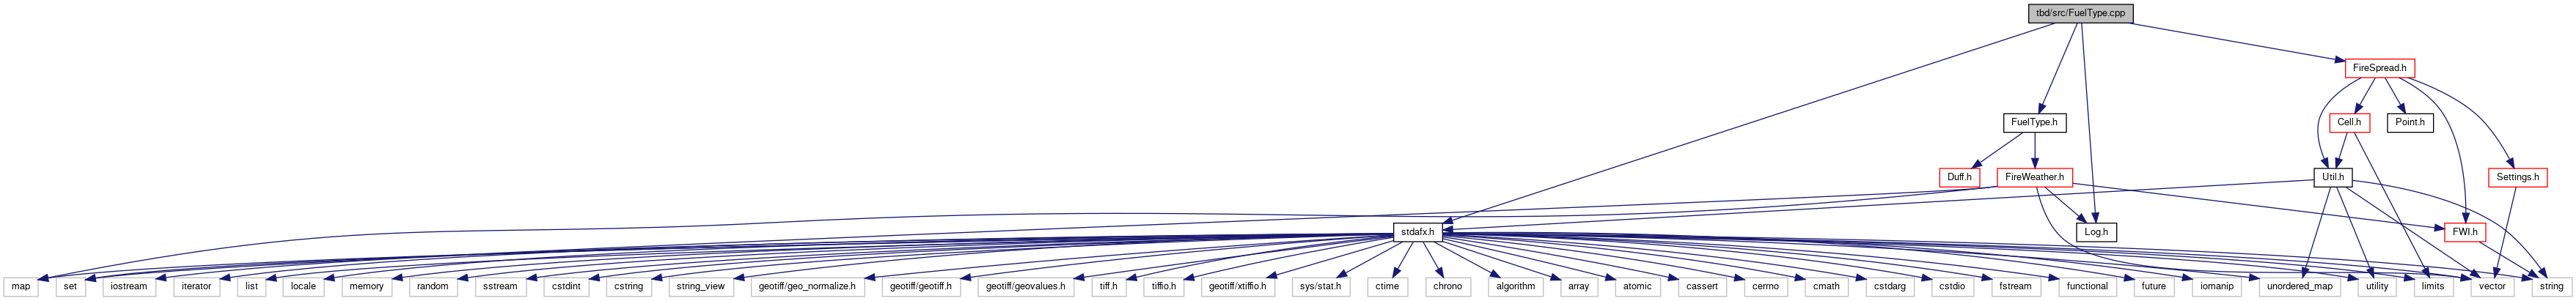 tbd/src/FuelType.cpp
FireSpread.h
FuelType.h
Cell.h
Point.h
Duff.h
FireWeather.h
Util.h
Settings.h
stdafx.h
Log.h
FWI.h
map
set
iostream
iterator
list
locale
memory
random
sstream
cstdint
cstring
string_view
geotiff/geo_normalize.h
geotiff/geotiff.h
geotiff/geovalues.h
tiff.h
tiffio.h
geotiff/xtiffio.h
sys/stat.h
ctime
chrono
algorithm
array
atomic
cassert
cerrno
cmath
cstdarg
cstdio
fstream
functional
future
iomanip
unordered_map
utility
limits
vector
string